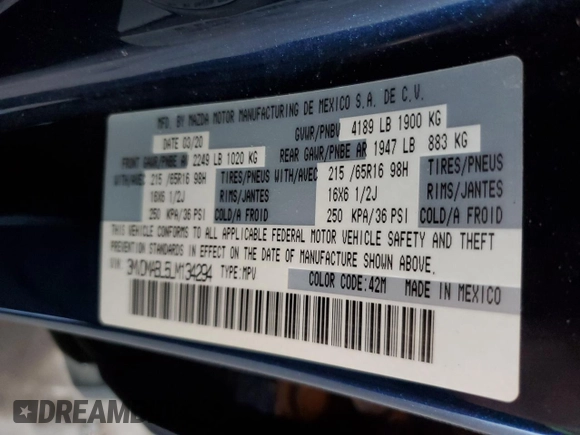 MFD. BY MAZDA MOTOR MANUFACTURING DE MEXICO S.A. DE C.V.
DATE 03/20 GVWR/PNBV 4189 LB 1900 KG
FRONT GAWR/PNBE AV 2249 LB 1020 KG REAR GAWR/PNBE AR 1947 LB 883 KG
WITH/AVEC 215 /65R16 98H TIRES/PNEUS WITH/AVEC 215 /65R16 98H TIRES/PNEUS
16X6 1/2J RIMS/JANTES 16X6 1/2J RIMS/JANTES
250 KPA/36 PSI COLD/A FROID 250 KPA/36 PSI COLD/A FROID
THIS VEHICLE CONFORMS TO ALL APPLICABLE FEDERAL MOTOR VEHICLE SAFETY AND THEFT
PREVENTION STANDARDS IN EFFECT ON THE DATE OF MANUFACTURE SHOWN ABOVE.
VIN: 3MVDMAEL5LM134294 TYPE:MPV
COLOR CODE:42M MADE IN MEXICO